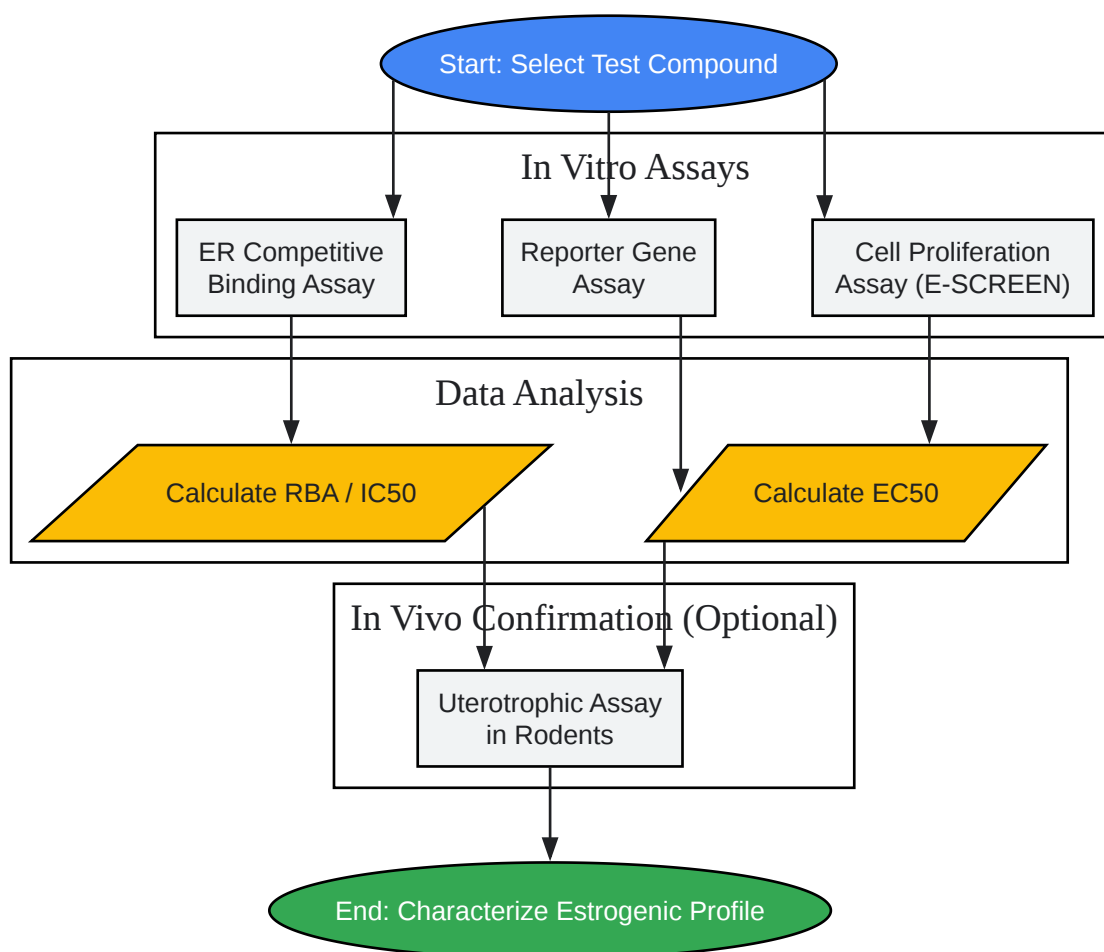 Start: Select Test Compound
In Vitro Assays
ER Competitive
Binding Assay
Reporter Gene
Assay
Cell Proliferation
Assay (E-SCREEN)
Data Analysis
Calculate RBA / IC50
Calculate EC50
In Vivo Confirmation (Optional)
Uterotrophic Assay
in Rodents
End: Characterize Estrogenic Profile